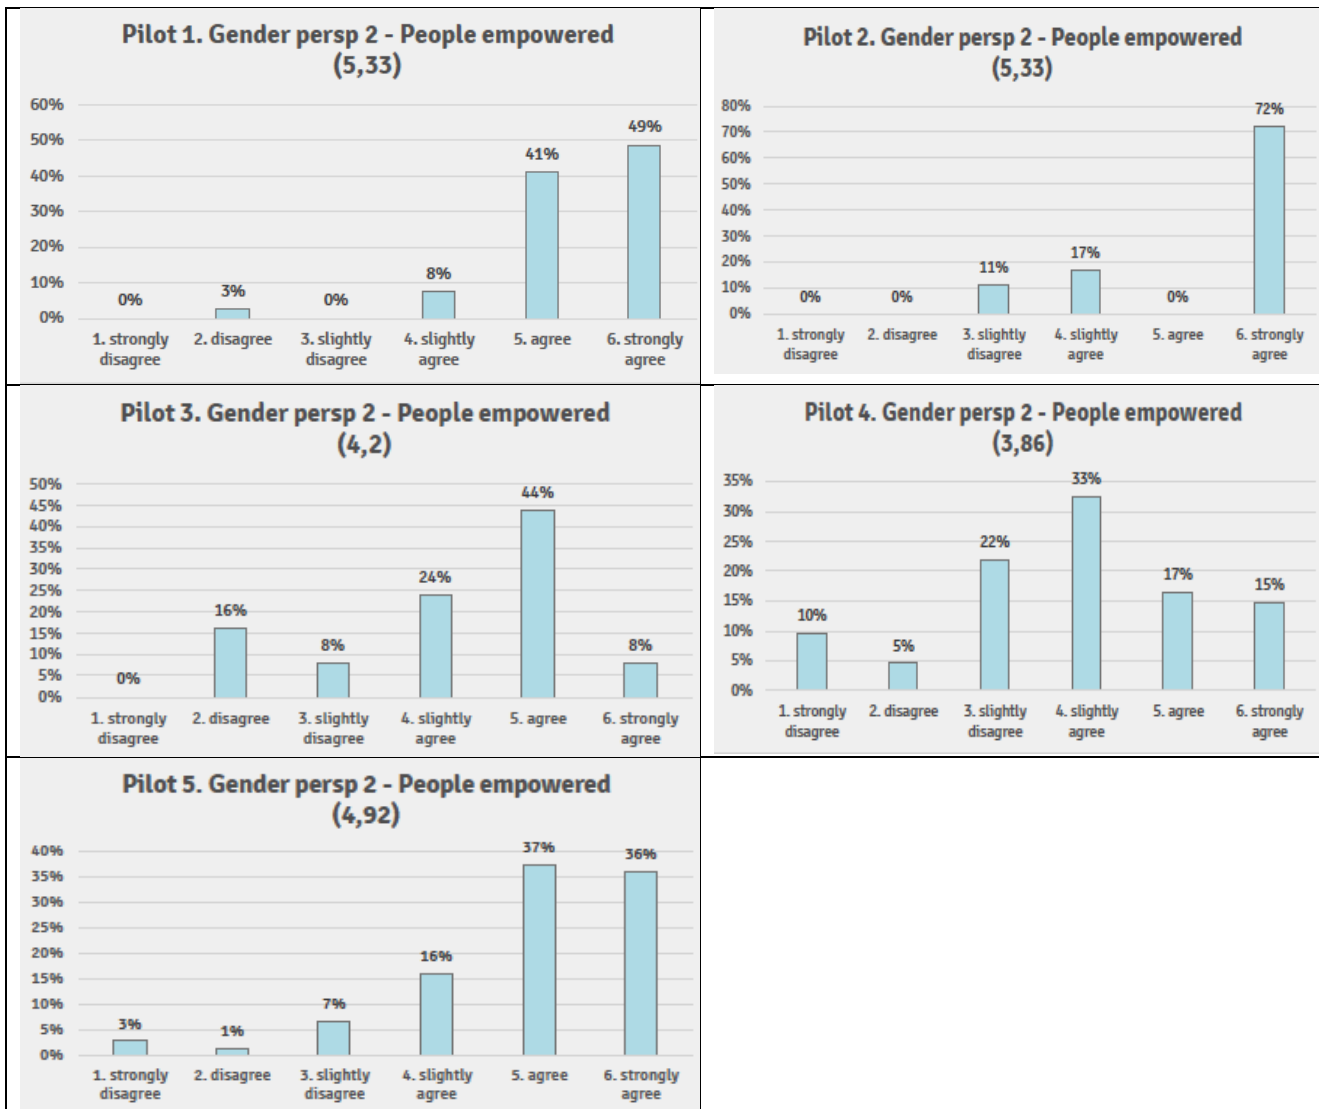 Pilot 1. Gender persp 2 - People empowered
(5,33)
60%
50%
40%
30%
20%
10%
0%
0%
3%
0%
8%
41%
49%
1. strongly
disagree
2. disagree
3. slightly
disagree
4. slightly
agree
5. agree
6. strongly
agree
Pilot 2. Gender persp 2 - People empowered
(5,33)
80%
70%
60%
50%
40%
30%
20%
10%
0%
0%
0%
11%
17%
0%
72%
1. strongly
disagree
2. disagree
3. slightly
disagree
4. slightly
agree
5. agree
6. strongly
agree
Pilot 3. Gender persp 2 - People empowered
(4,2)
50%
45%
40%
35%
30%
25%
20%
15%
10%
5%
0%
0%
16%
8%
24%
44%
8%
1. strongly
disagree
2. disagree
3. slightly
disagree
4. slightly
agree
5. agree
6. strongly
agree
Pilot 4. Gender persp 2 - People empowered
(3,86)
35%
30%
25%
20%
15%
10%
5%
0%
10%
5%
22%
33%
17%
15%
1. strongly
disagree
2. disagree
3. slightly
disagree
4. slightly
agree
5. agree
6. strongly
agree
Pilot 5. Gender persp 2 - People empowered
(4,92)
40%
35%
30%
25%
20%
15%
10%
5%
0%
3%
1%
7%
16%
37%
36%
1. strongly
disagree
2. disagree
3. slightly
disagree
4. slightly
agree
5. agree
6. strongly
agree